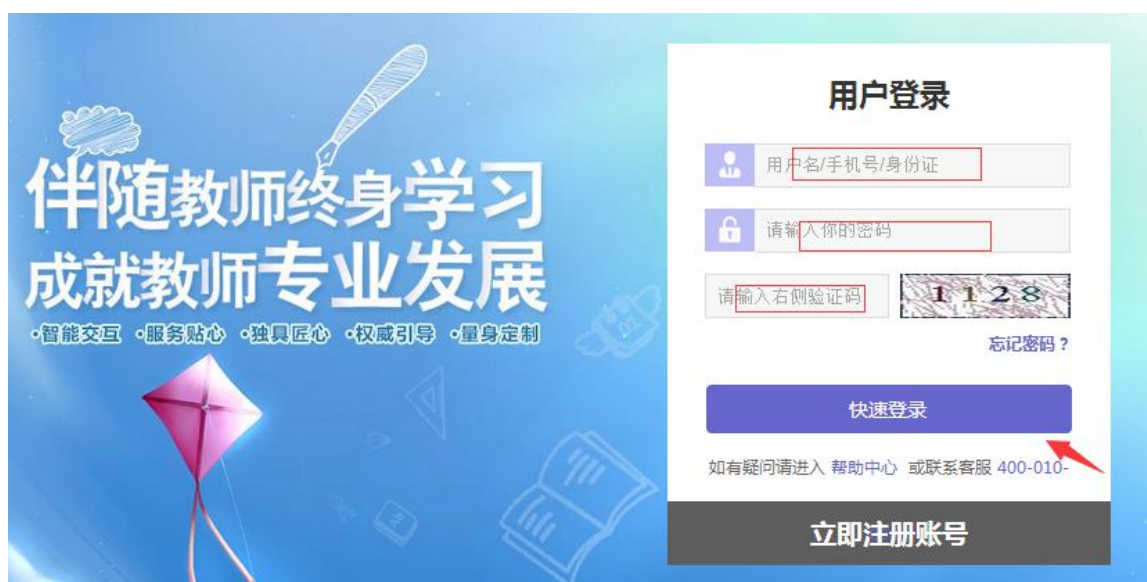 伴随教师终身学习
成就教师专业发展
·智能交互 ·服务贴心 ·独具匠心 ·权威引导 ·量身定制
用户登录
用户名/手机号/身份证
请输入你的密码
请输入右侧验证码
1128
忘记密码？
快速登录
如有疑问请进入 帮助中心 或联系客服 400-010-
立即注册账号